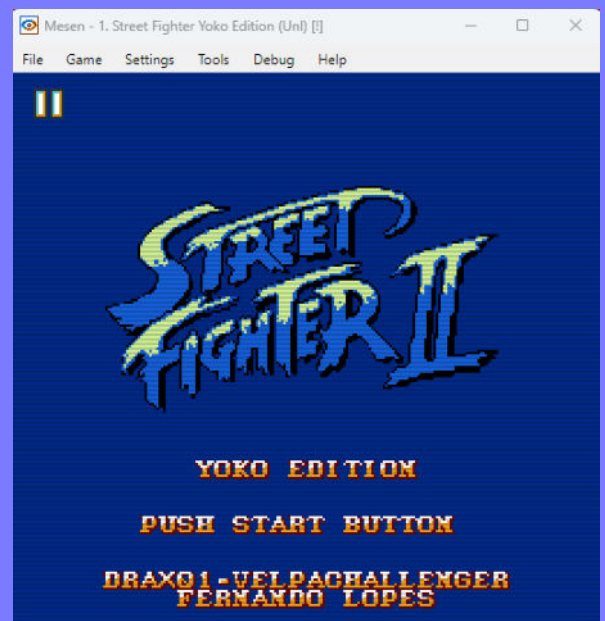 Mesen - 1. Street Fighter Yoko Edition (Unl) [!]
File Game Settings Tools Debug Help
STREET
FIGHTER II
YOKO EDITION
PUSH START BUTTON
DRAX01-VELPACHALLENGER
FERNANDO LOPES